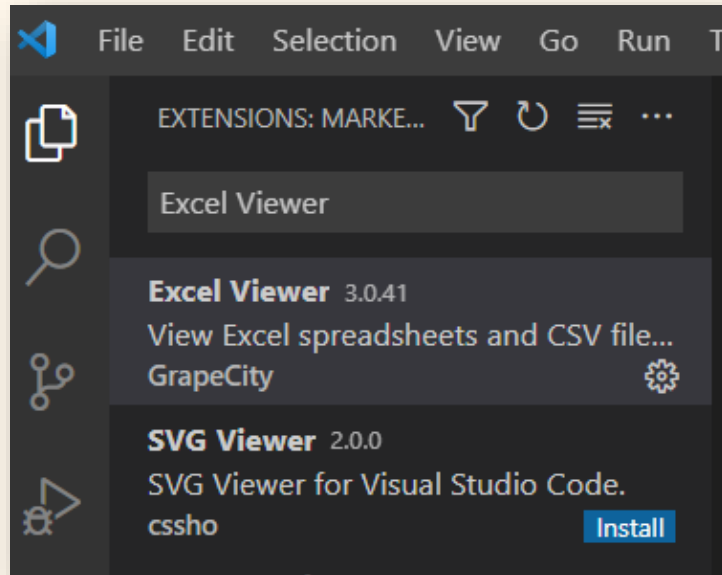 File Edit Selection View Go Run T
EXTENSIONS: MARKE...
Excel Viewer
Excel Viewer 3.0.41
View Excel spreadsheets and CSV file...
GrapeCity
SVG Viewer 2.0.0
SVG Viewer for Visual Studio Code.
cssho Install